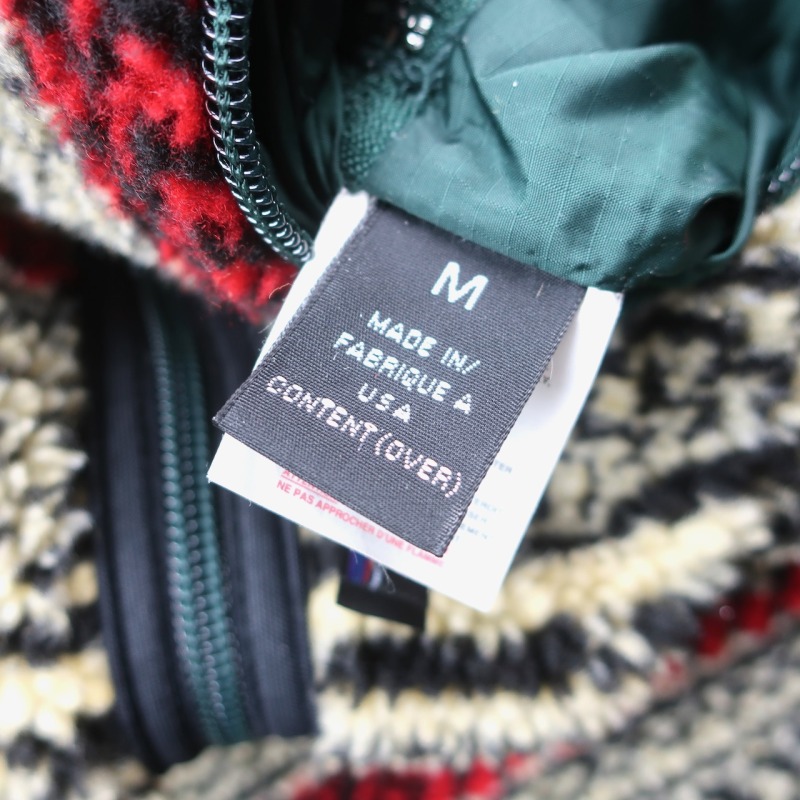 M
MADE IN/
FABRIQUE A
USA
CONTENT (OVER)
NE PAS APPROCHER D'UNE FLAMME